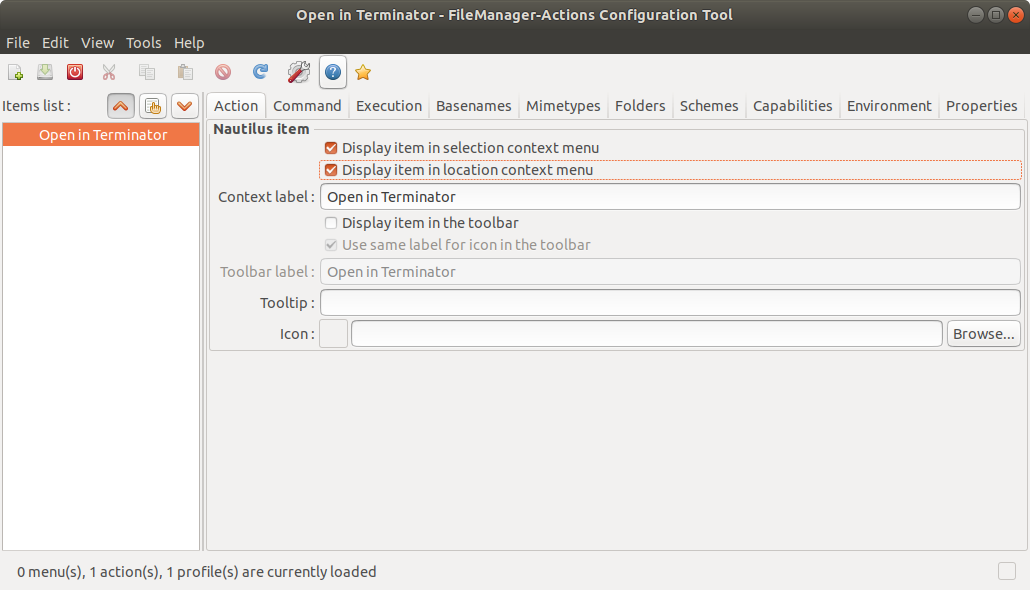 Open in Terminator - FileManager-Actions Configuration Tool
File Edit View Tools Help
Items list :
Open in Terminator
Action Command Execution Basenames Mimetypes Folders Schemes Capabilities Environment Properties
Nautilus item
Display item in selection context menu
Display item in location context menu
Context label : Open in Terminator
Display item in the toolbar
Use same label for icon in the toolbar
Toolbar label : Open in Terminator
Tooltip :
Icon : Browse...
0 menu(s), 1 action(s), 1 profile(s) are currently loaded